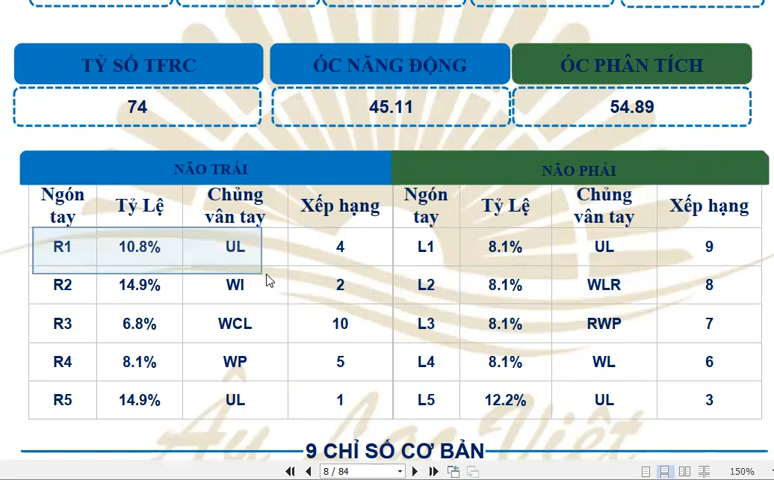 TỶ SỐ TFRC ÓC NĂNG ĐỘNG ÓC PHÂN TÍCH
74 45.11 54.89
NÃO TRÁI NÃO PHẢI
Ngón tay Tỷ Lệ Chủng vân tay Xếp hạng Ngón tay Tỷ Lệ Chủng vân tay Xếp hạng
R1 10.8% UL 4 L1 8.1% UL 9
R2 14.9% WI 2 L2 8.1% WLR 8
R3 6.8% WCL 10 L3 8.1% RWP 7
R4 8.1% WP 5 L4 8.1% WL 6
R5 14.9% UL 1 L5 12.2% UL 3
Âu Lạc Việt
9 CHỈ SỐ CƠ BẢN
8 / 84 150%